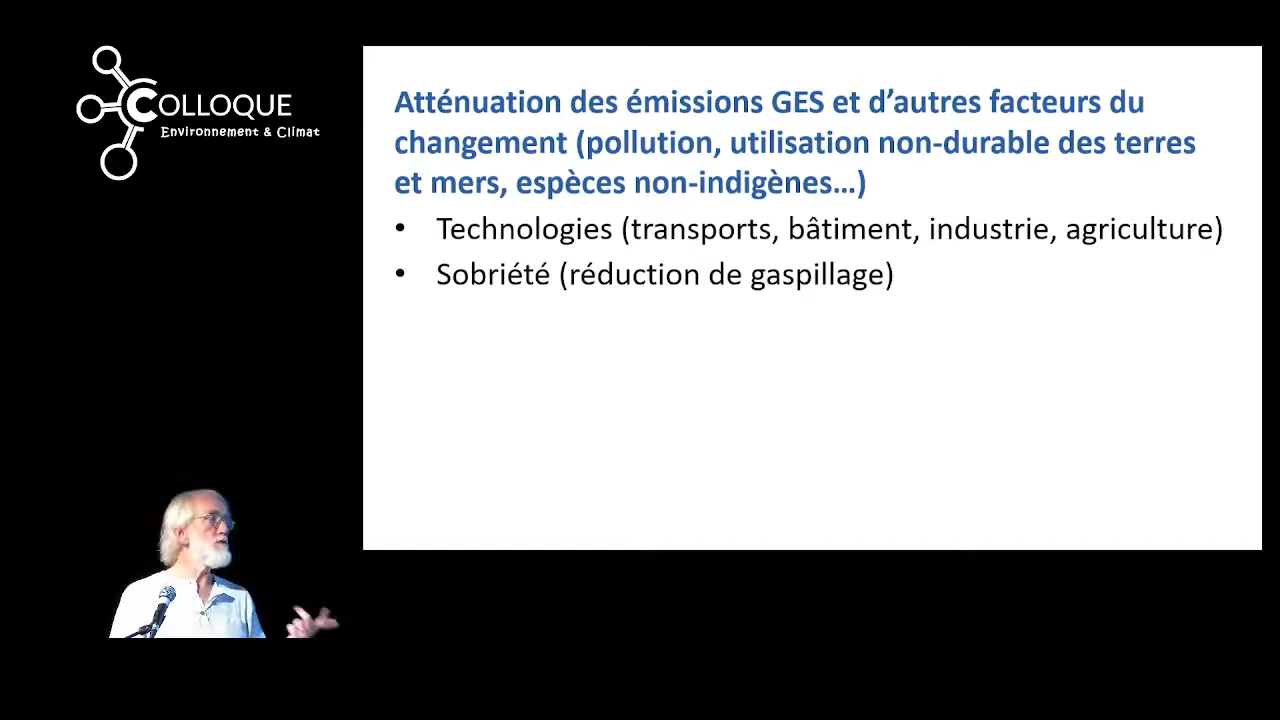 COLLOQUE
Environnement & Climat
Atténuation des émissions GES et d’autres facteurs du
changement (pollution, utilisation non-durable des terres
et mers, espèces non-indigènes…)
• Technologies (transports, bâtiment, industrie, agriculture)
• Sobriété (réduction de gaspillage)